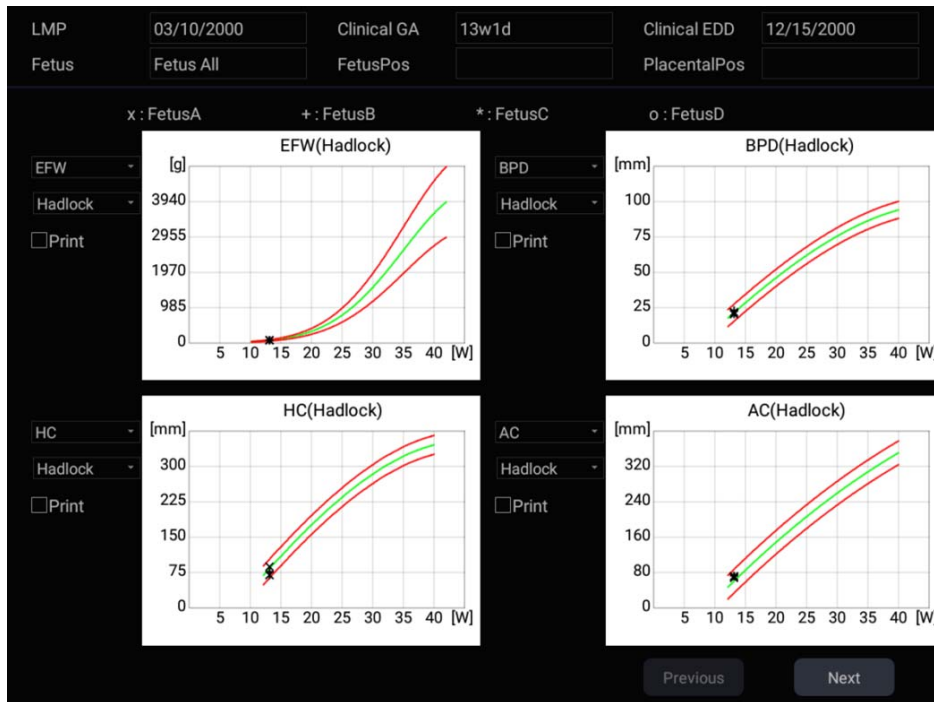 LMP 03/10/2000 Clinical GA 13w1d Clinical EDD 12/15/2000
Fetus Fetus All FetusPos PlacentalPos
x : FetusA + : FetusB * : FetusC o : FetusD
EFW
Hadlock
Print
EFW(Hadlock)
[g]
3940
2955
1970
985
0
5 10 15 20 25 30 35 40 [W]
BPD
Hadlock
Print
BPD(Hadlock)
[mm]
100
75
50
25
0
5 10 15 20 25 30 35 40 [W
HC
Hadlock
Print
HC(Hadlock)
[mm]
300
225
150
75
0
5 10 15 20 25 30 35 40 [W]
AC
Hadlock
Print
AC(Hadlock)
[mm]
320
240
160
80
0
5 10 15 20 25 30 35 40 [W
Previous Next